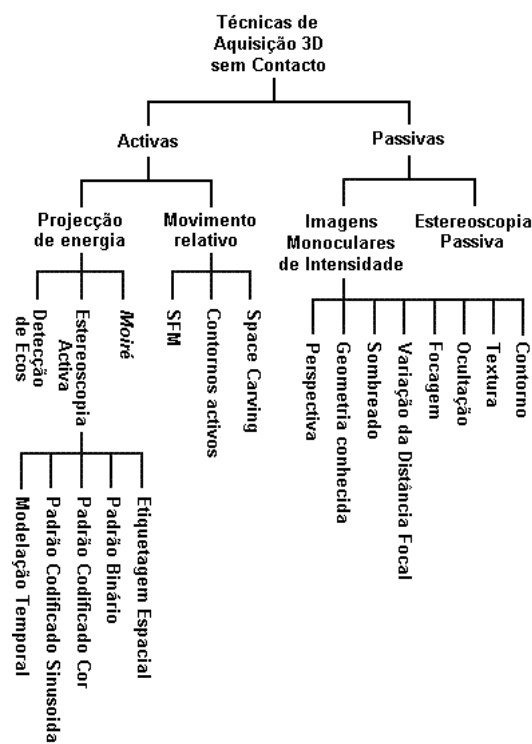 Técnicas de
Aquisição 3D
sem Contacto
Activas
Passivas
Projecção
de energia
Movimento
relativo
Imagens
Monoculares
de Intensidade
Estereoscopia
Passiva
Detecção
de Ecos
Estereoscopia
Activa
Moiré
SFM
Contornos activos
Space Carving
Perspectiva
Geometria conhecida
Sombreado
Variação da Distância Focal
Focagem
Ocultação
Textura
Contorno
Modelação Temporal
Padrão Codificado Sinusoida
Padrão Codificado Cor
Padrão Binário
Etiquetagem Espacial